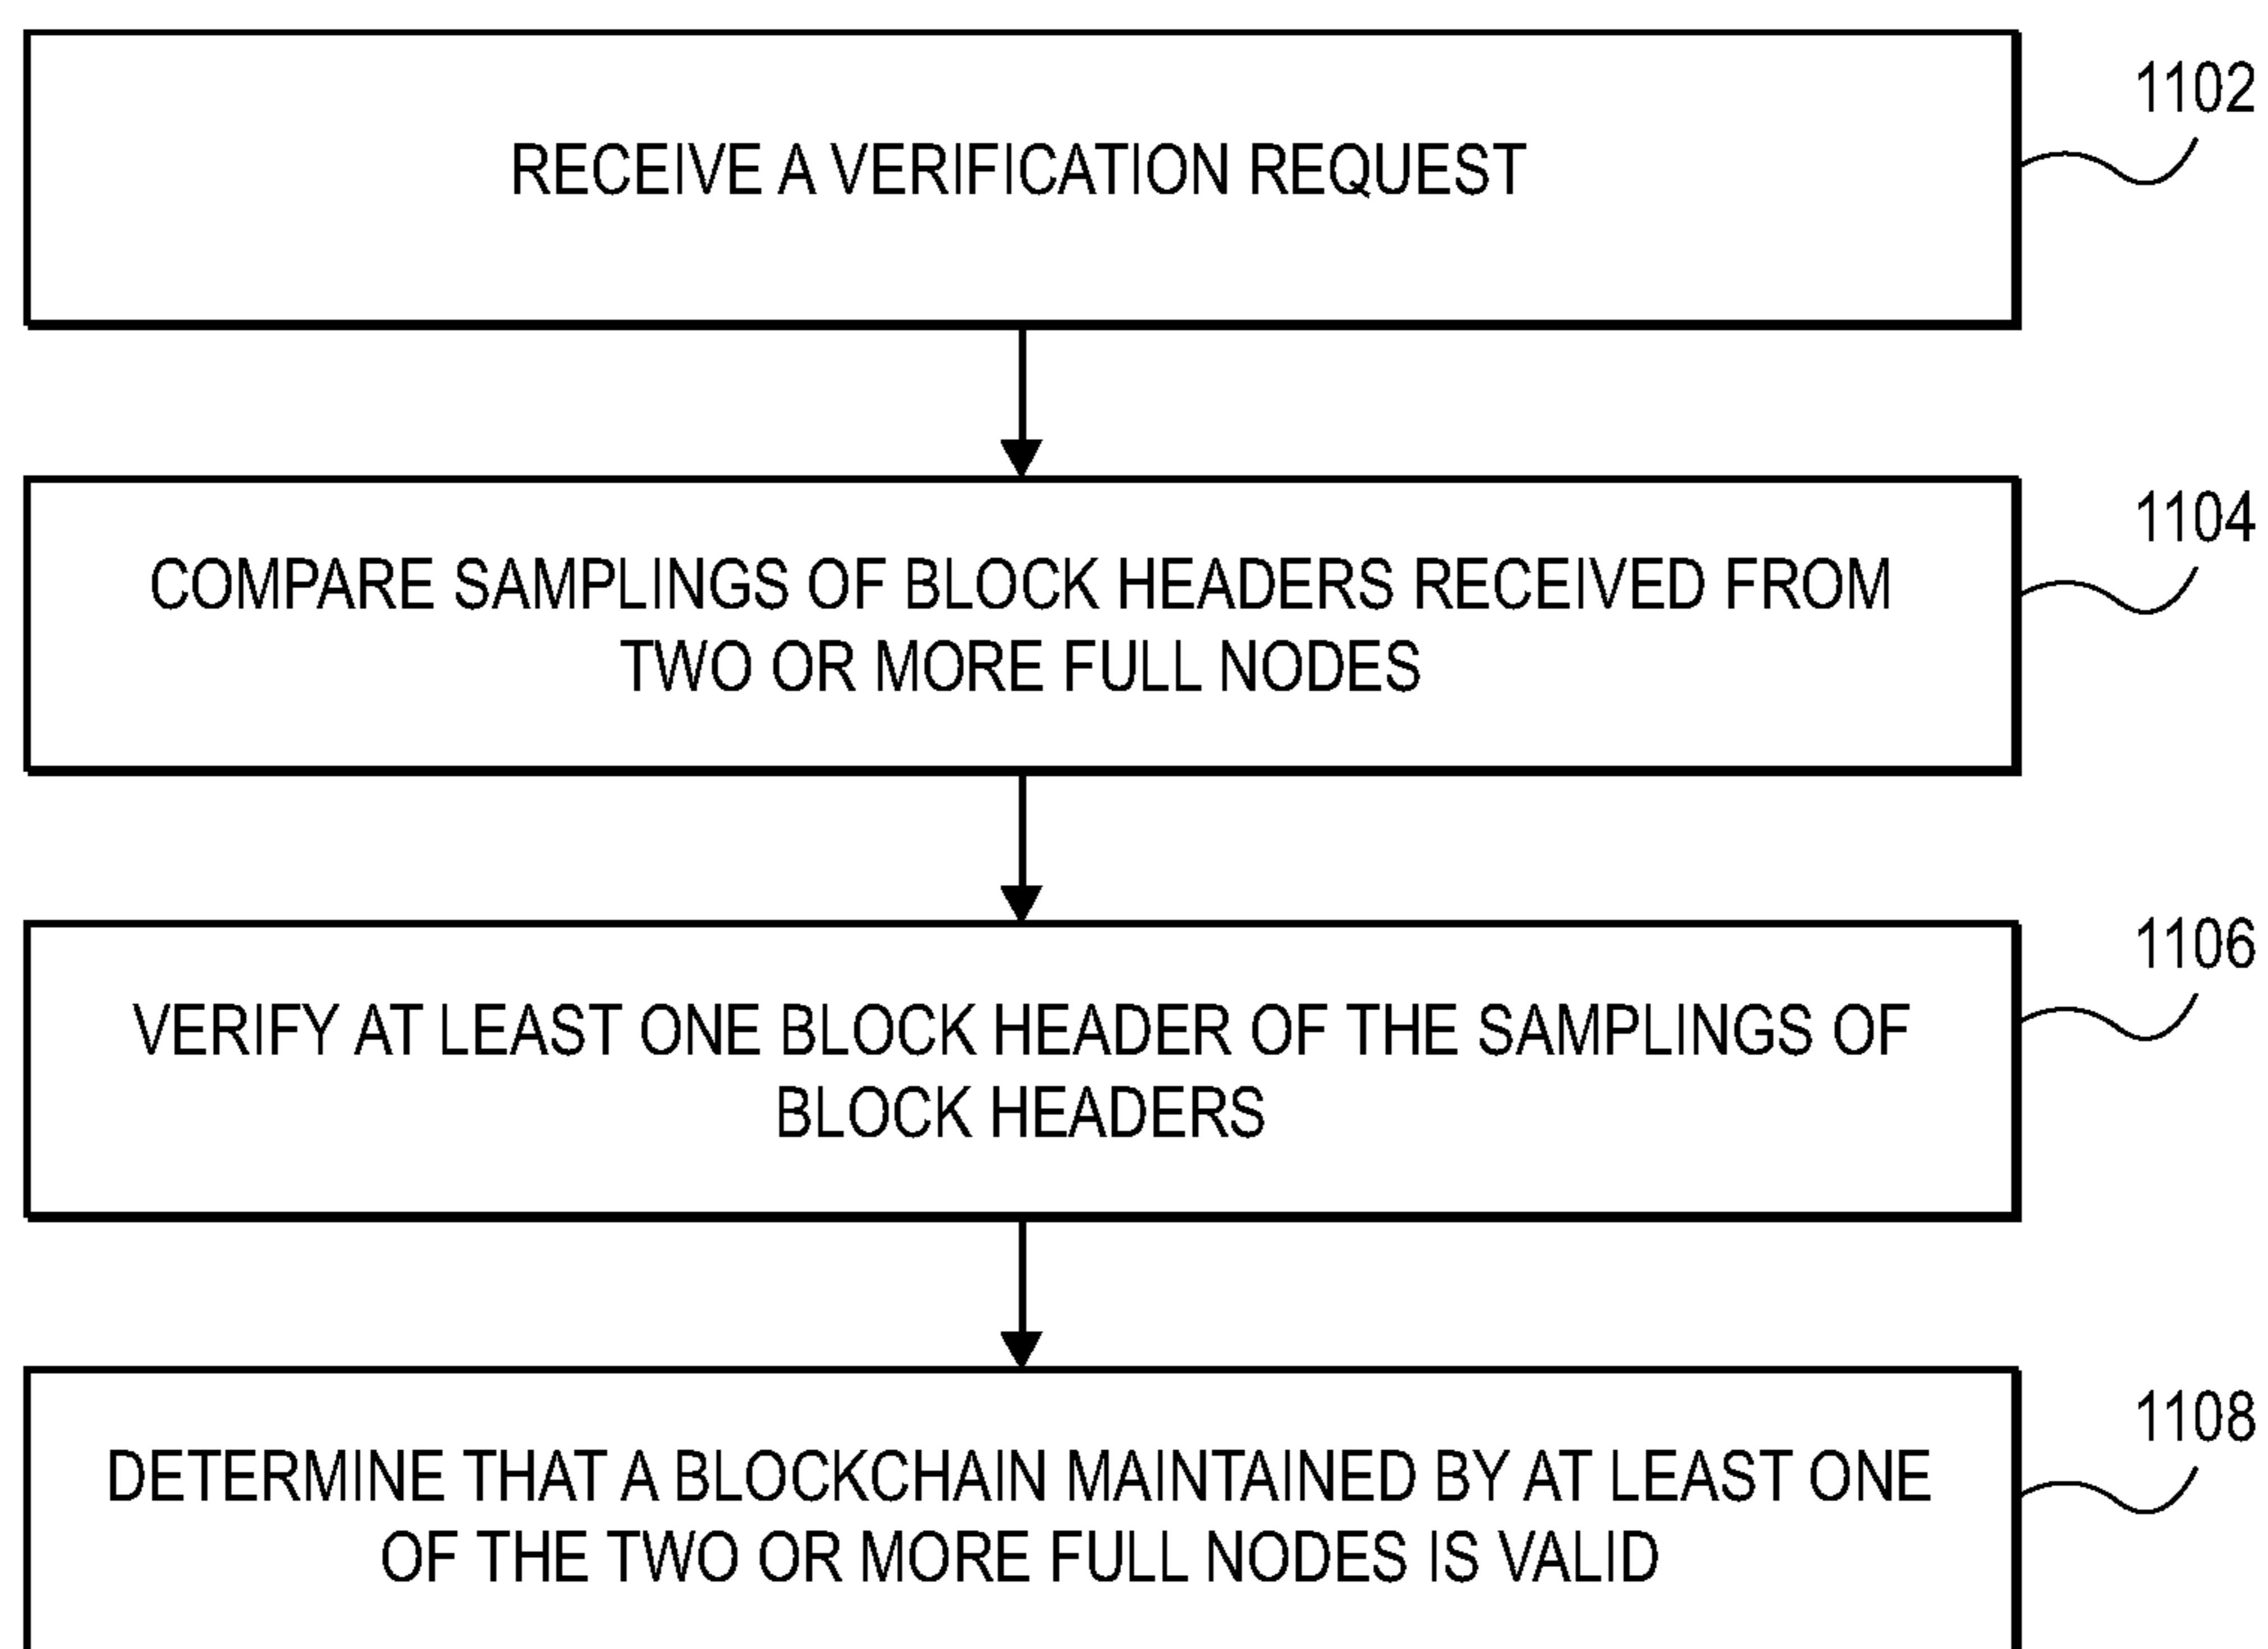 1102
RECEIVE A VERIFICATION REQUEST
1104
COMPARE SAMPLINGS OF BLOCK HEADERS RECEIVED FROM
TWO OR MORE FULL NODES
1106
VERIFY AT LEAST ONE BLOCK HEADER OF THE SAMPLINGS OF
BLOCK HEADERS
1108
DETERMINE THAT A BLOCKCHAIN MAINTAINED BY AT LEAST ONE
OF THE TWO OR MORE FULL NODES IS VALID